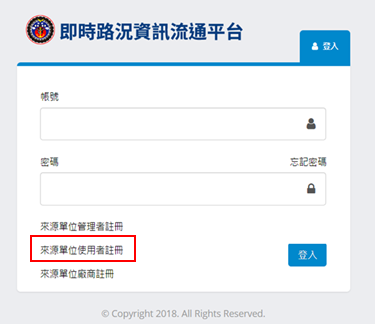 即時路況資訊流通平台
登入
帳號
密碼 忘記密碼
來源單位管理者註冊
來源單位使用者註冊
登入
來源單位廠商註冊
© Copyright 2018. All Rights Reserved.